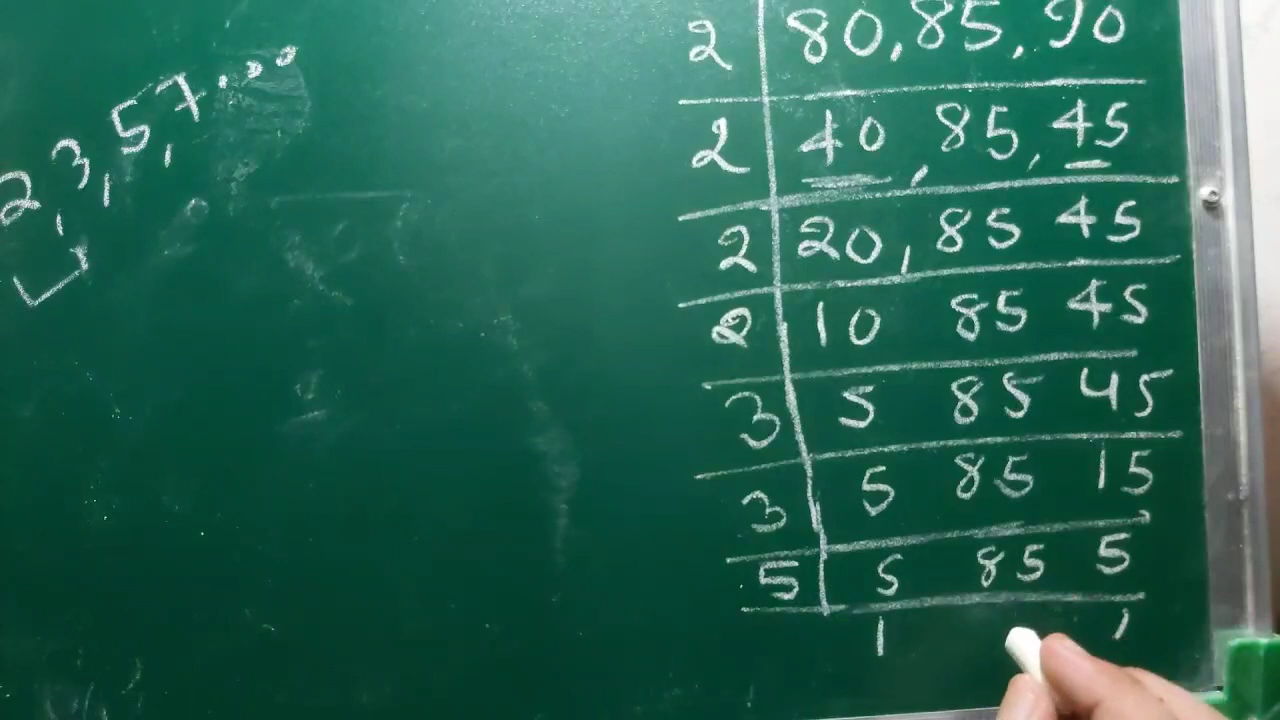 2, 3, 5, 7....
2 80, 85, 90
2 40, 85, 45
2 20, 85 45
2 10 85 45
3 5 85 45
3 5 85 15
5 5 85 5
1 1